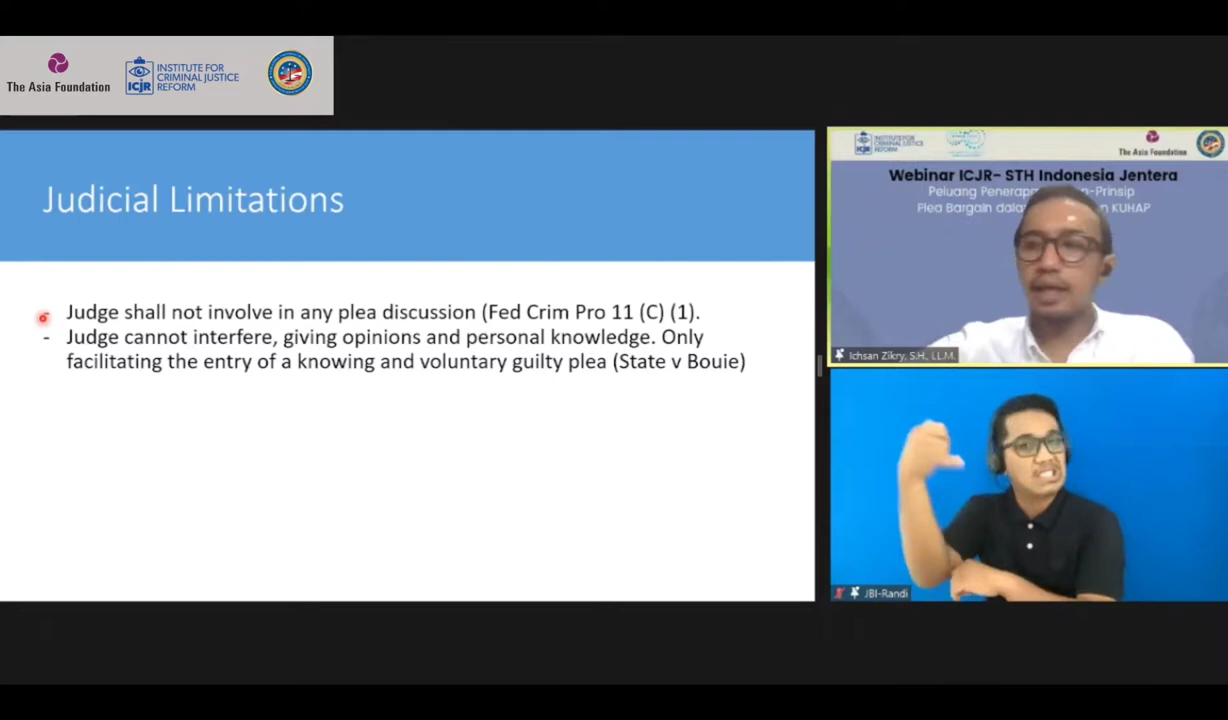 The Asia Foundation
ICJR
INSTITUTE FOR
CRIMINAL JUSTICE
REFORM
Judicial Limitations
- Judge shall not involve in any plea discussion (Fed Crim Pro 11 (C) (1).
- Judge cannot interfere, giving opinions and personal knowledge. Only
facilitating the entry of a knowing and voluntary guilty plea (State v Bouie)
ICJR
INSTITUTE FOR
CRIMINAL JUSTICE
REFORM
The Asia Foundation
Webinar ICJR- STH Indonesia Jentera
Peluang Penerap n-Prinsip
Plea Bargain dala n KUHAP
Ichsan Zikry, S.H., LL.M.
JBI-Randi